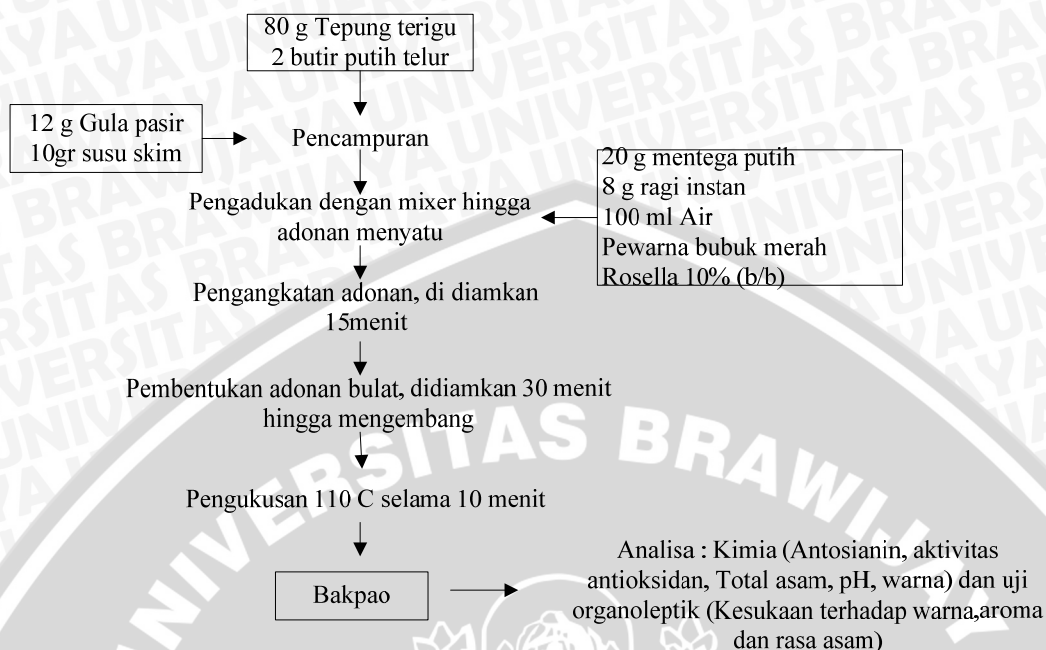 80 g Tepung terigu
2 butir putih telur
12 g Gula pasir
10gr susu skim
Pencampuran
20 g mentega putih
8 g ragi instan
100 ml Air
Pewarna bubuk merah
Rosella 10% (b/b)
Pengadukan dengan mixer hingga
adonan menyatu
Pengangkatan adonan, di diamkan
15menit
Pembentukan adonan bulat, didiamkan 30 menit
hingga mengembang
Pengukusan 110 C selama 10 menit
Bakpao
Analisa : Kimia (Antosianin, aktivitas
antioksidan, Total asam, pH, warna) dan uji
organoleptik (Kesukaan terhadap warna,aroma
dan rasa asam)
UNIVERSITAS BRAWIJAYA